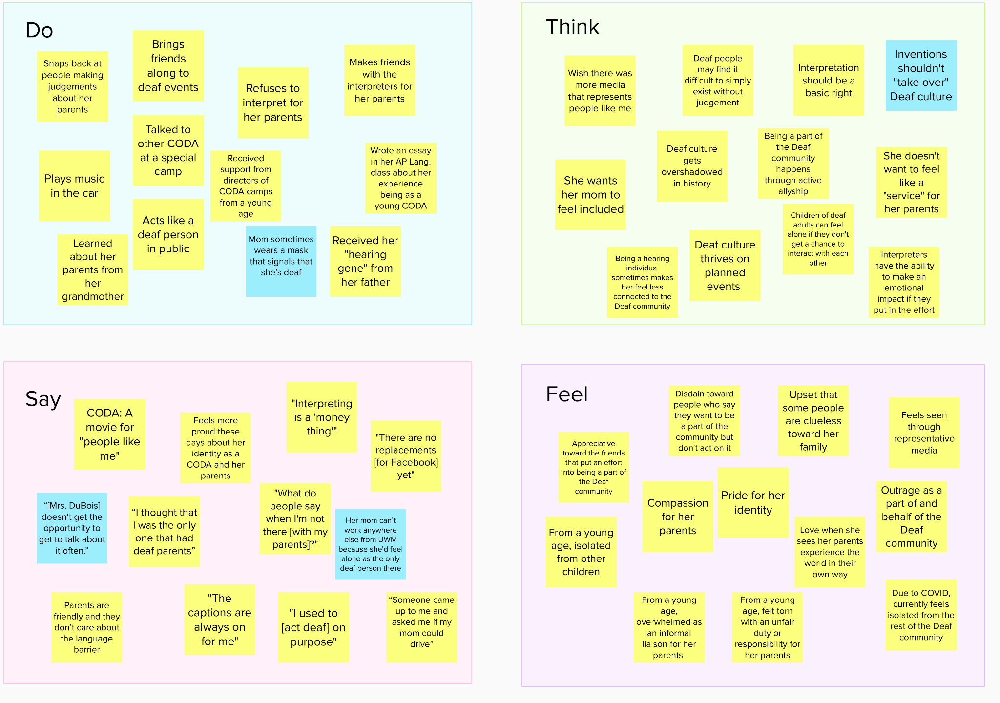 Do
Snaps back at
people making
judgements
about her
parents
Brings
friends
along to
deaf events
Refuses to
interpret for
her parents
Makes friends
with the
interpreters for
her parents
Talked to
other CODA
at a special
camp
Plays music
in the car
Received
support from
directors of
CODA camps
from a young
age
Wrote an essay
in her AP Lang.
class about her
experience
being as a
young CODA
Acts like a
deaf person
in public
Learned
about her
parents from
her
grandmother
Mom sometimes
wears a mask
that signals that
she’s deaf
Received her
"hearing
gene" from
her father
Think
Wish there was
more media
that represents
people like me
Deaf people
may find it
difficult to simply
exist without
judgement
Interpretation
should be a
basic right
Inventions
shouldn't
"take over"
Deaf culture
She wants
her mom to
feel included
Deaf culture
gets
overshadowed
in history
Being a part of
the Deaf
community
happens
through active
allyship
She doesn't
want to feel
like a
"service" for
her parents
Children of deaf
adults can feel
alone if they don't
get a chance to
interact with each
other
Being a hearing
individual
sometimes makes
her feel less
connected to the
Deaf community
Deaf culture
thrives on
planned
events
Interpreters
have the ability
to make an
emotional
impact if they
put in the effort
Say
CODA: A
movie for
"people like
me"
Feels more
proud these
days about her
identity as a
CODA and her
parents
"Interpreting
is a 'money
thing'"
"There are no
replacements
[for Facebook]
yet"
“[Mrs. DuBois]
doesn’t get the
opportunity to
get to talk about
it often.”
“I thought that
I was the only
one that had
deaf parents”
"What do
people say
when I'm not
there [with my
parents]?"
Her mom can’t
work anywhere
else from UWM
because she'd feel
alone as the only
deaf person there
Parents are
friendly and they
don’t care about
the language
barrier
"The
captions are
always on
for me"
"I used to
[act deaf] on
purpose"
“Someone came
up to me and
asked me if my
mom could
drive”
Feel
Disdain toward
people who say
they want to be
a part of the
community but
don't act on it
Upset that
some people
are clueless
toward her
family
Feels seen
through
representative
media
Appreciative
toward the friends
that put an effort
into being a part of
the Deaf
community
Compassion
for her
parents
Pride for her
identity
Outrage as a
part of and
behalf of the
Deaf
community
From a young
age, isolated
from other
children
Love when she
sees her parents
experience the
world in their
own way
From a young
age,
overwhelmed as
an informal
liaison for her
parents
From a young
age, felt torn
with an unfair
duty or
responsibility for
her parents
Due to COVID,
currently feels
isolated from the
rest of the Deaf
community